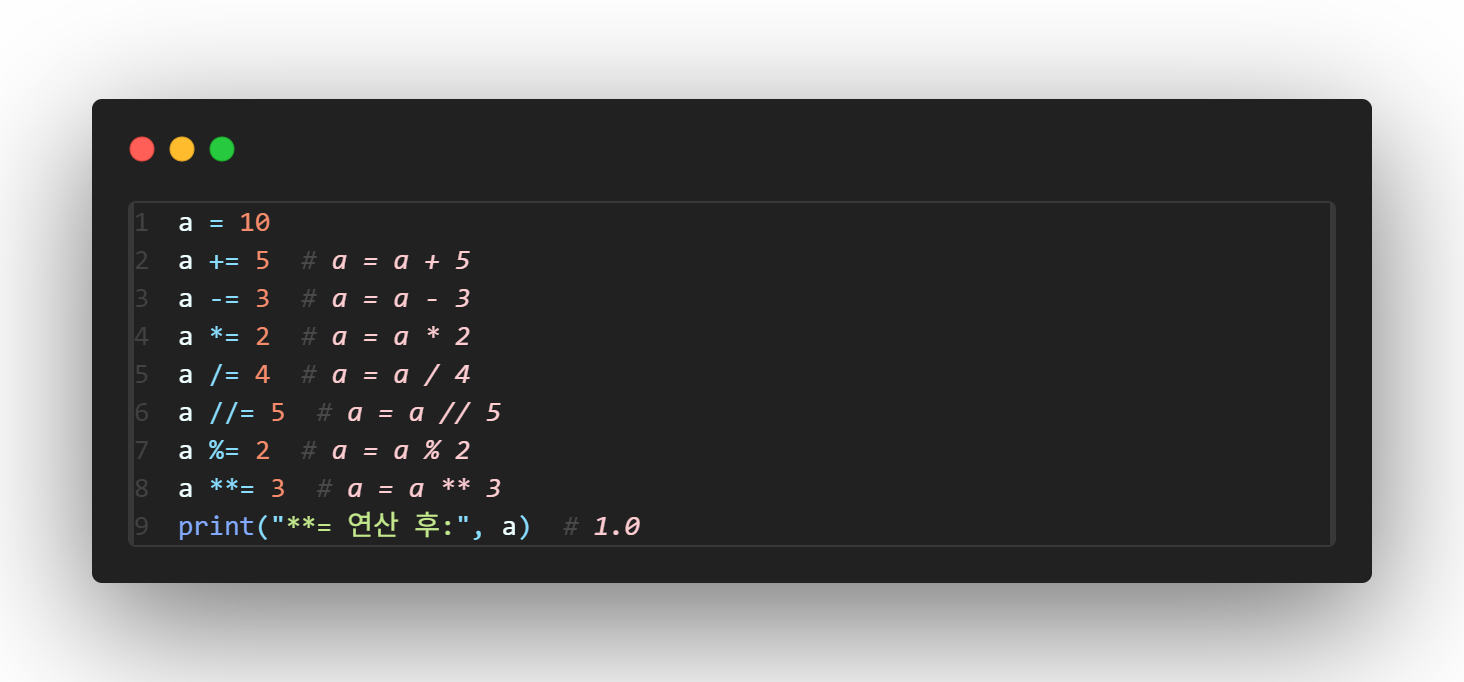 1 a = 10
2 a += 5  # a = a + 5
3 a -= 3  # a = a - 3
4 a *= 2  # a = a * 2
5 a /= 4  # a = a / 4
6 a //= 5  # a = a // 5
7 a %= 2  # a = a % 2
8 a **= 3  # a = a ** 3
9 print("**= 연산 후:", a)  # 1.0